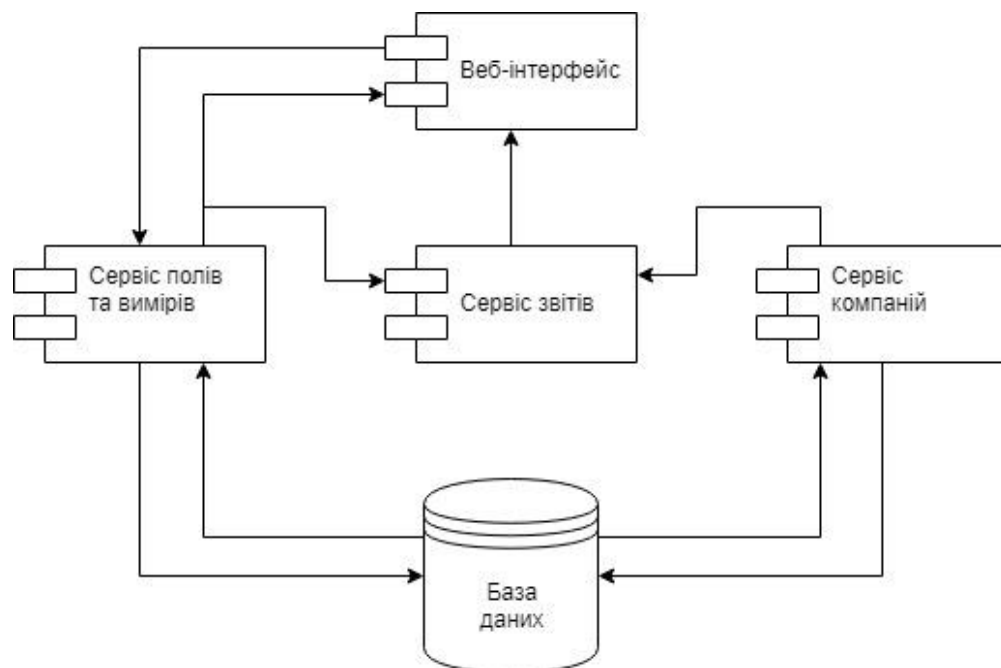 Веб-інтерфейс
Сервіс полів
та вимірів
Сервіс звітів
Сервіс
компаній
База
даних